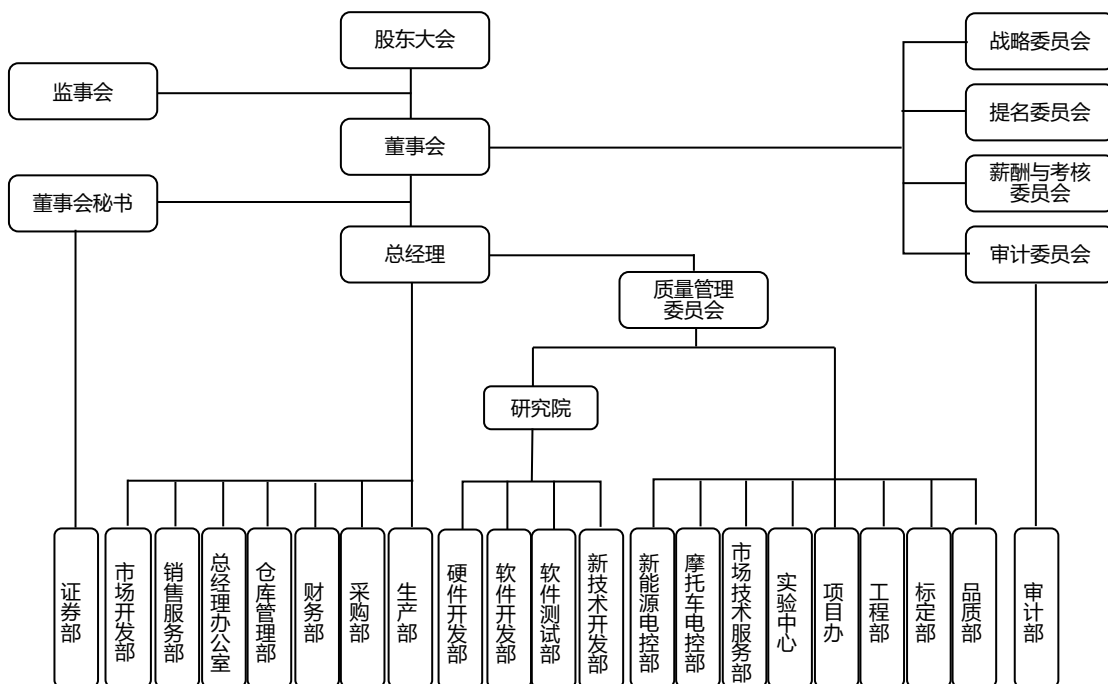 股东大会
战略委员会
监事会
提名委员会
董事会
薪酬与考核
委员会
董事会秘书
总经理
审计委员会
质量管理
委员会
研究院
证券部
市场开发部
销售服务部
总经理办公室
仓库管理部
财务部
采购部
生产部
硬件开发部
软件开发部
软件测试部
新技术开发部
新能源电控部
摩托车电控部
市场技术服务部
实验中心
项目办
工程部
标定部
品质部
审计部